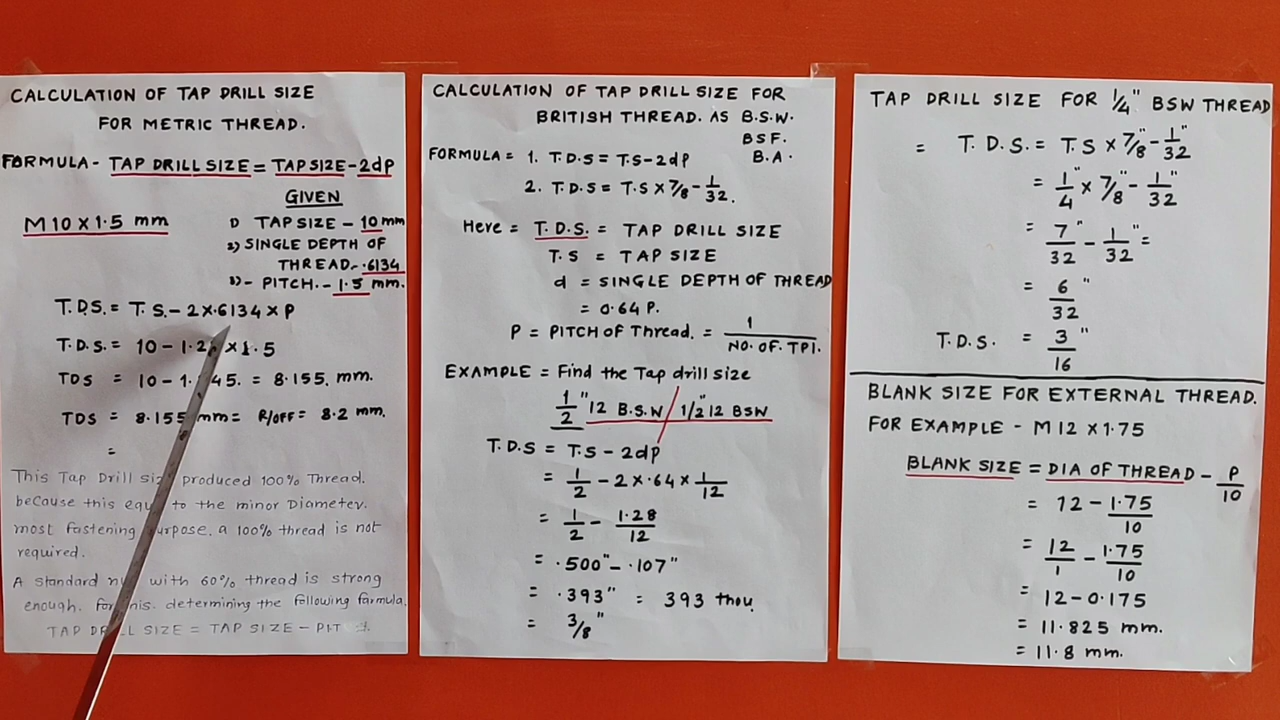 CALCULATION OF TAP DRILL SIZE
FOR METRIC THREAD.
FORMULA - TAP DRILL SIZE = TAP SIZE - 2dP
GIVEN
M10 × 1.5 mm
1) TAP SIZE - 10 mm
2) SINGLE DEPTH OF
THREAD - .6134
3) - PITCH. - 1.5 mm.
T.D.S. = T.S. - 2 × .6134 × P
T.D.S. = 10 - 1.2 × 1.5
TDS = 10 - 1. 45. = 8.155. mm.
TDS = 8.155 mm = R/OFF = 8.2 mm.
=
This Tap Drill produced 100% Thread.
because this to the minor Diameter.
most fastening a 100% thread is not
required.
A standard with 60% thread is strong
enough. determining the following formula.
TAP SIZE = TAP SIZE -
CALCULATION OF TAP DRILL SIZE FOR
BRITISH THREAD. AS B.S.W.
BSF.
B.A.
FORMULA = 1. T.D.S = T.S - 2dP
2. T.D.S = T.S × 7/8 - 1/32.
Here = T.D.S. = TAP DRILL SIZE
T.S = TAP SIZE
d = SINGLE DEPTH OF THREAD
= 0.64 P.
P = PITCH OF Thread. = 1/NO. OF. TPI.
EXAMPLE = Find the Tap drill size
1/2" 12 B.S.W / 1/2" 12 BSW
T.D.S = T.S - 2dP
= 1/2 - 2 × .64 × 1/12
= 1/2 - 1.28/12
= .500" - .107"
= .393" = 393 thou.
= 3/8"
TAP DRILL SIZE FOR 1/4" BSW THREAD
= T.D.S. = T.S × 7/8" - 1/32"
= 1/4" × 7/8" - 1/32"
= 7"/32 - 1"/32 =
= 6"/32
T.D.S. = 3"/16
BLANK SIZE FOR EXTERNAL THREAD.
FOR EXAMPLE - M12 × 1.75
BLANK SIZE = DIA OF THREAD - P/10
= 12 - 1.75/10
= 12/1 - 1.75/10
= 12 - 0.175
= 11.825 mm.
= 11.8 mm.